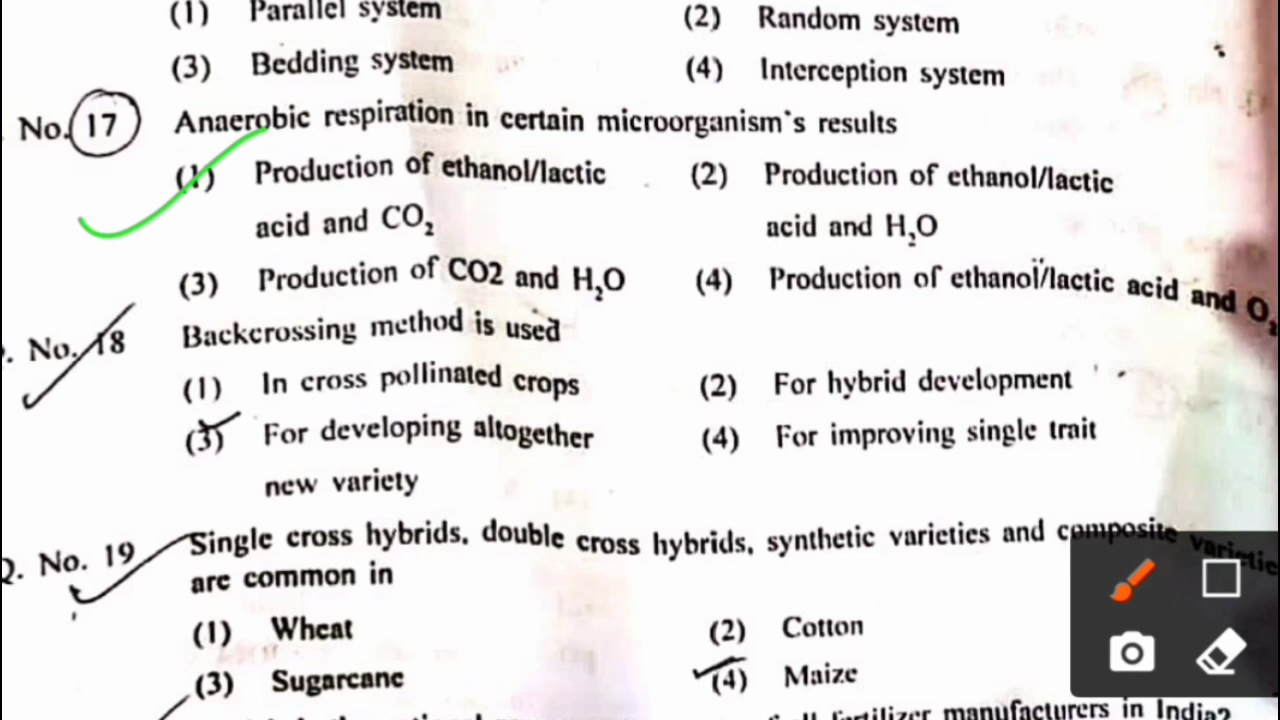 (1) Parallel system (2) Random system
(3) Bedding system (4) Interception system
No. 17 Anaerobic respiration in certain microorganism`s results
(1) Production of ethanol/lactic (2) Production of ethanol/lactic
acid and CO₂ acid and H₂O
(3) Production of CO2 and H₂O (4) Production of ethanol/lactic acid and O₂
. No. 18 Backcrossing method is used
(1) In cross pollinated crops (2) For hybrid development
(3) For developing altogether (4) For improving single trait
new variety
Q. No. 19 Single cross hybrids, double cross hybrids, synthetic varieties and composite
are common in
(1) Wheat (2) Cotton
(3) Sugarcane (4) Maize
fertilizer manufacturers in India?